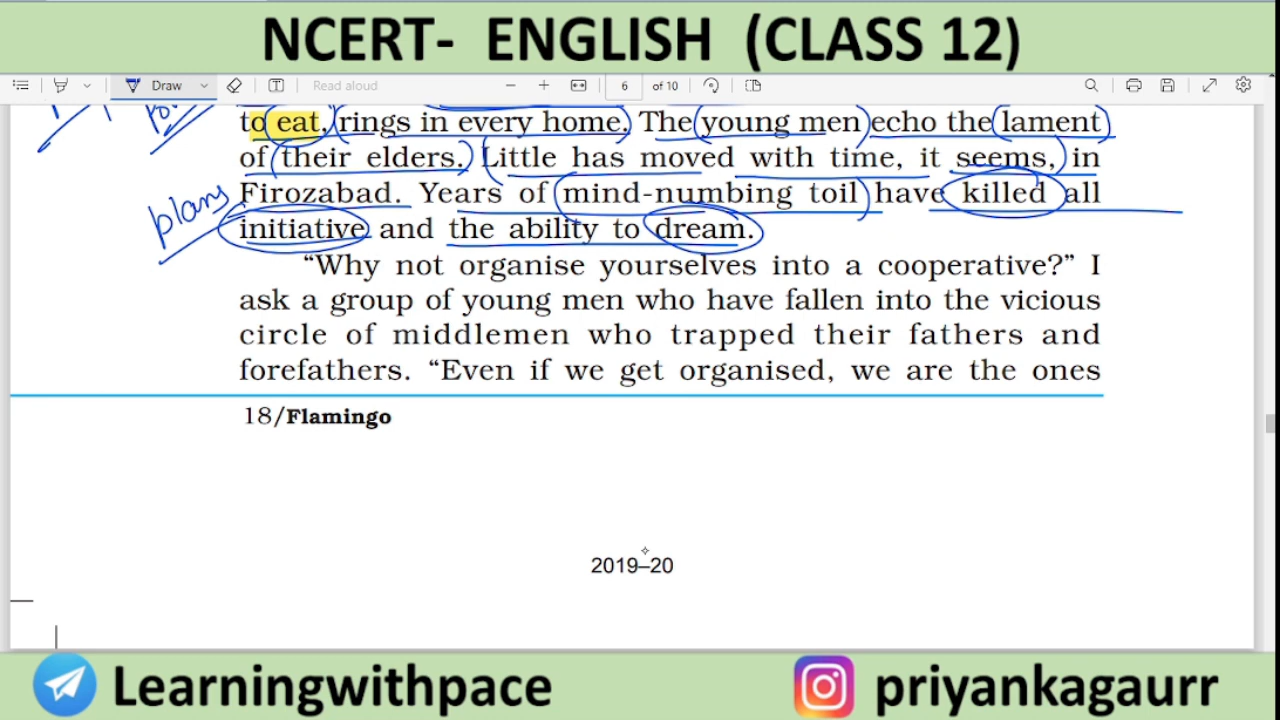 NCERT- ENGLISH (CLASS 12)
Draw
Read aloud
6 of 10
to eat, rings in every home. The young men echo the lament
of their elders. Little has moved with time, it seems, in
plans
Firozabad. Years of mind-numbing toil have killed all
initiative and the ability to dream.
“Why not organise yourselves into a cooperative?” I
ask a group of young men who have fallen into the vicious
circle of middlemen who trapped their fathers and
forefathers. “Even if we get organised, we are the ones
18/Flamingo
2019–20
Learningwithpace
priyankagaurr